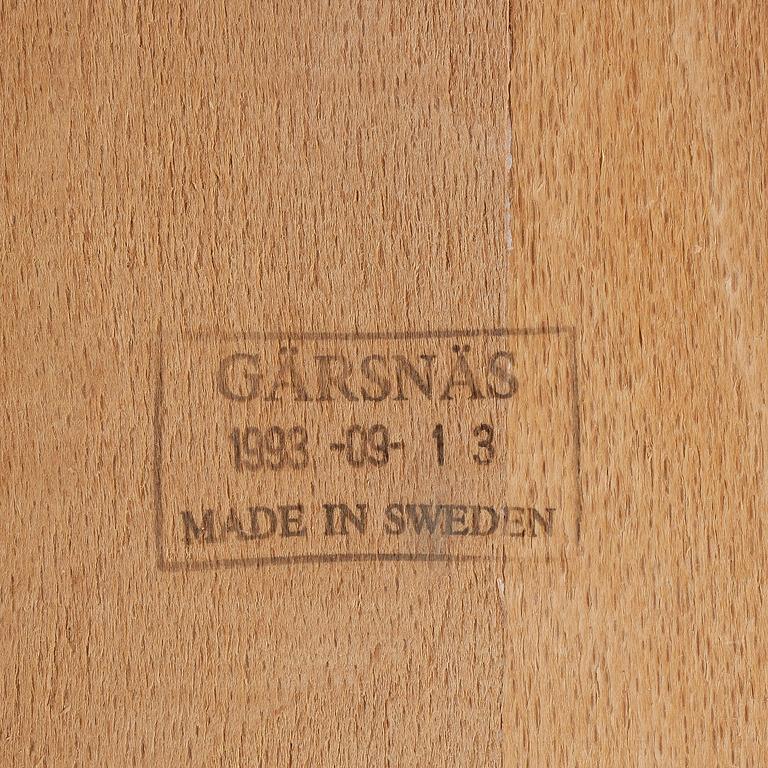 GÄRSNÄS
1993 -09- 1 3
MADE IN SWEDEN